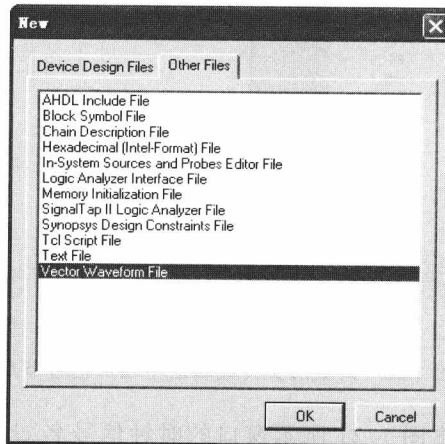 New
Device Design Files Other Files
AHDL Include File
Block Symbol File
Chain Description File
Hexadecimal (Intel-Format) File
In-System Sources and Probes Editor File
Logic Analyzer Interface File
Memory Initialization File
SignalTap II Logic Analyzer File
Synopsys Design Constraints File
Tcl Script File
Text File
Vector Waveform File
OK Cancel